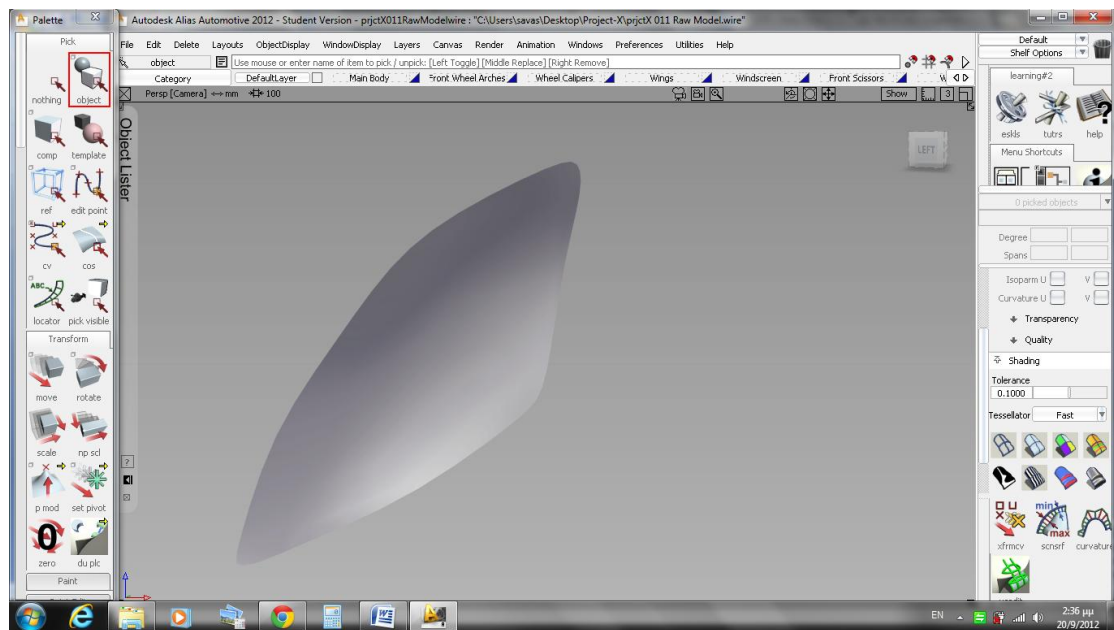 Palette
Autodesk Alias Automotive 2012 - Student Version - prjctX011RawModelwire : "C:\Users\savas\Desktop\Project-X\prjctX 011 Raw Model.wire"
Pick
nothing object
comp template
ref edit point
cv cos
ABC
locator pick visible
Transform
move rotate
scale np scl
p mod set pivot
0
zero du plc
Paint
File Edit Delete Layouts ObjectDisplay WindowDisplay Layers Canvas Render Animation Windows Preferences Utilities Help
object Use mouse or enter name of item to pick / unpick: [Left Toggle] [Middle Replace] [Right Remove]
Category DefaultLayer Main Body Front Wheel Arches Wheel Calipers Wings Windscreen Front Scissors W
Persp [Camera] mm 100 Show 3
Object Lister
LEFT
?
Default
Shelf Options
learning#2
eskls tutrs help
Menu Shortcuts
0 picked objects
Degree
Spans
Isoparm U V
Curvature U V
Transparency
Quality
Shading
Tolerance
0.1000
Tessellator Fast
min
max
xfrmcv scnsrf curvature
EN 2:36 μμ
20/9/2012